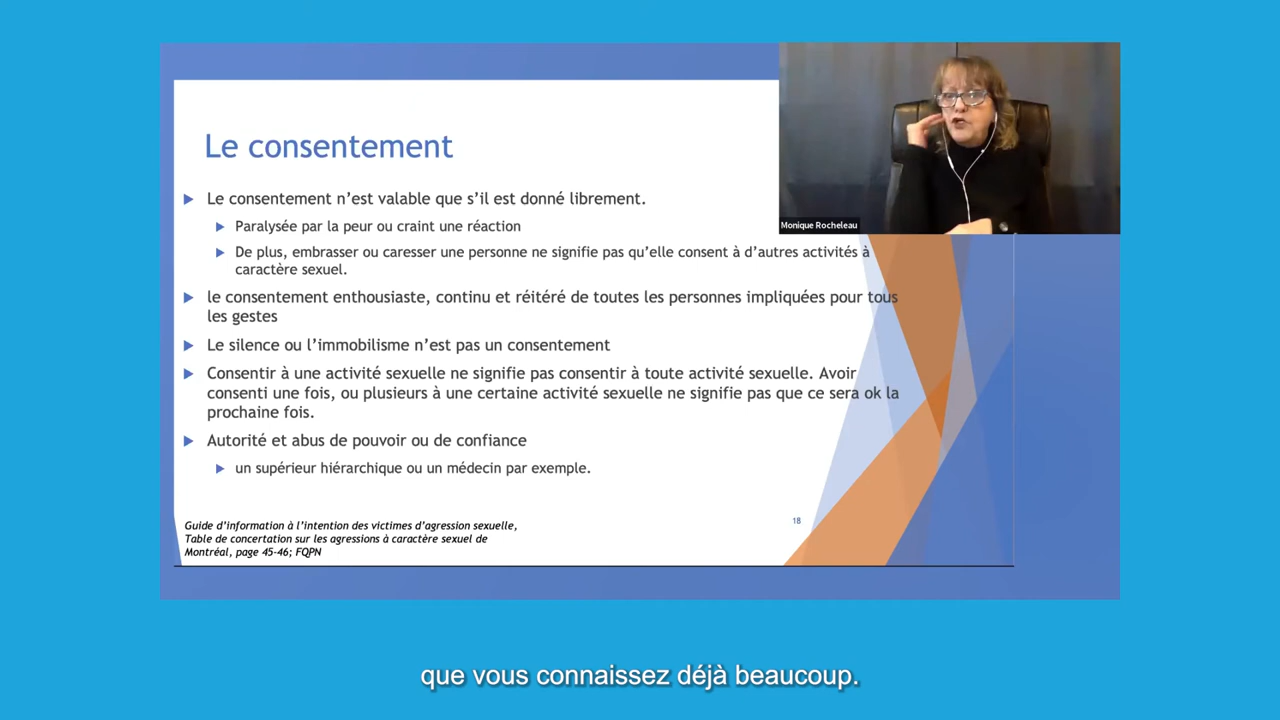 Le consentement
Le consentement n’est valable que s’il est donné librement.
Paralysée par la peur ou craint une réaction
De plus, embrasser ou caresser une personne ne signifie pas qu’elle consent à d’autres activités à
caractère sexuel.
le consentement enthousiaste, continu et réitéré de toutes les personnes impliquées pour tous
les gestes
Le silence ou l’immobilisme n’est pas un consentement
Consentir à une activité sexuelle ne signifie pas consentir à toute activité sexuelle. Avoir
consenti une fois, ou plusieurs à une certaine activité sexuelle ne signifie pas que ce sera ok la
prochaine fois.
Autorité et abus de pouvoir ou de confiance
un supérieur hiérarchique ou un médecin par exemple.
Guide d’information à l’intention des victimes d’agression sexuelle,
Table de concertation sur les agressions à caractère sexuel de
Montréal, page 45-46; FQPN
18
Monique Rocheleau
que vous connaissez déjà beaucoup.